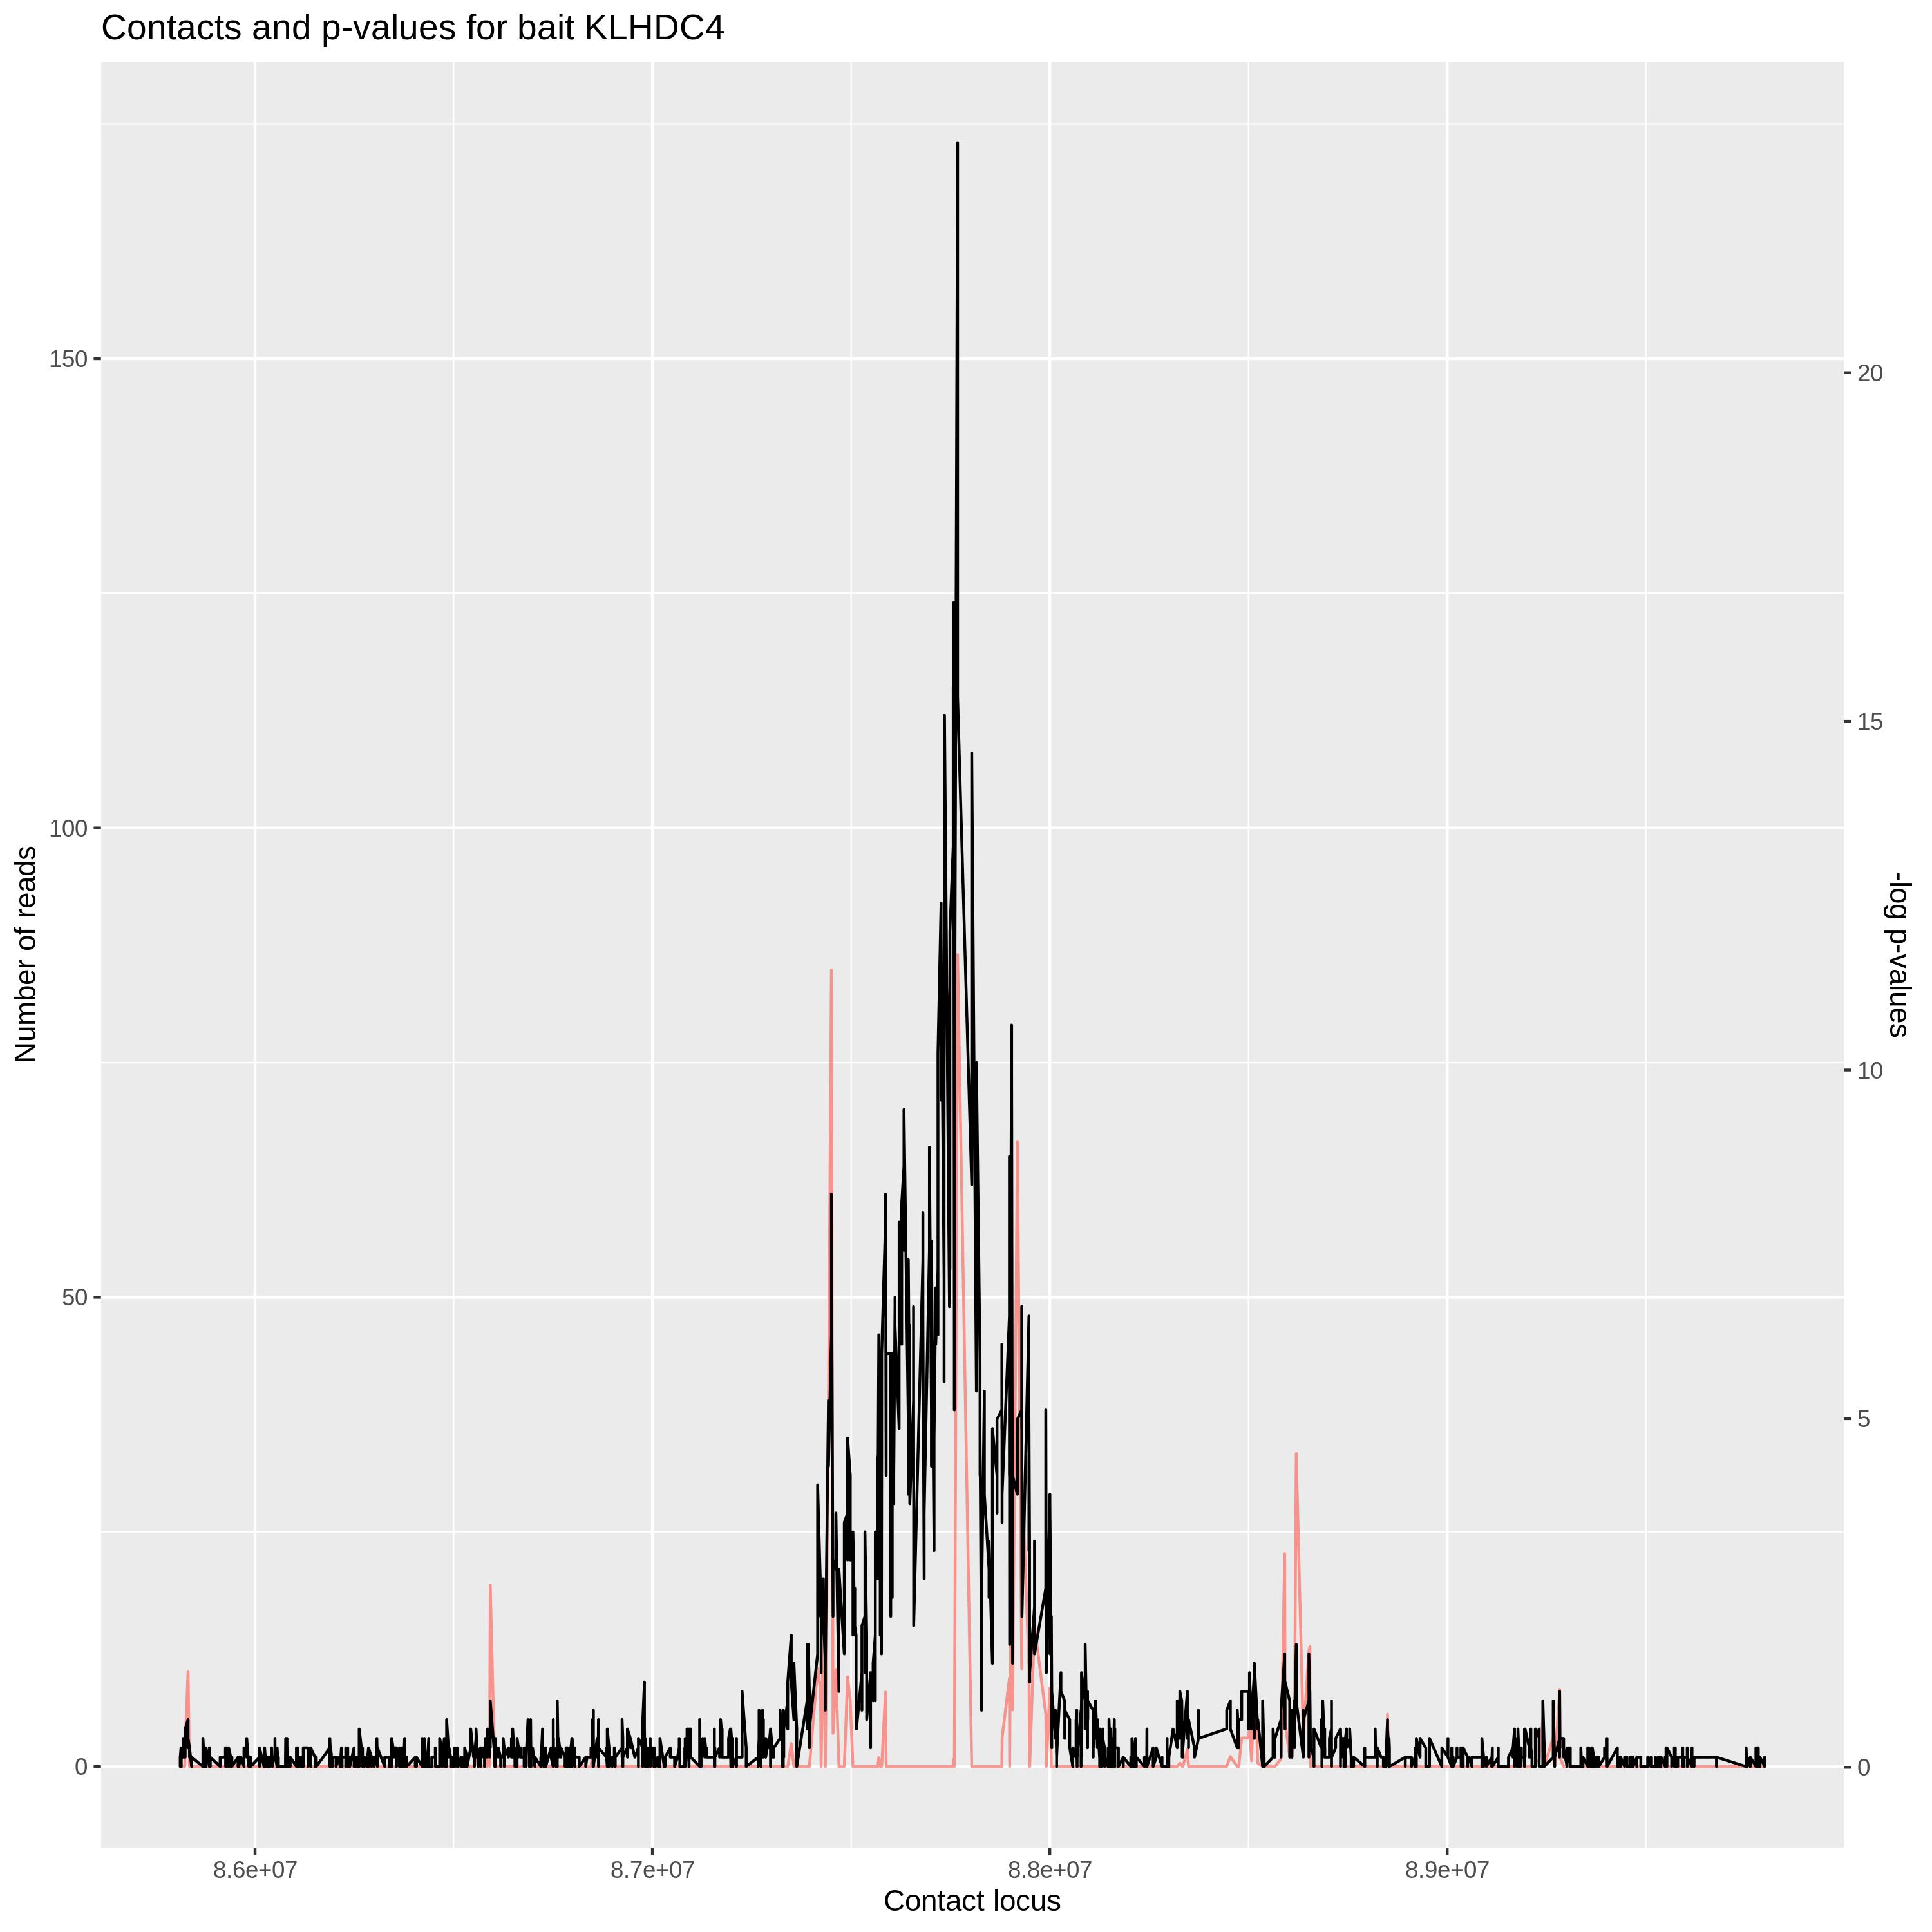 Contacts and p-values for bait KLHDC4
Number of reads
150
100
50
0
20
15
10
5
0
-log p-values
8.6e+07
8.7e+07
8.8e+07
8.9e+07
Contact locus